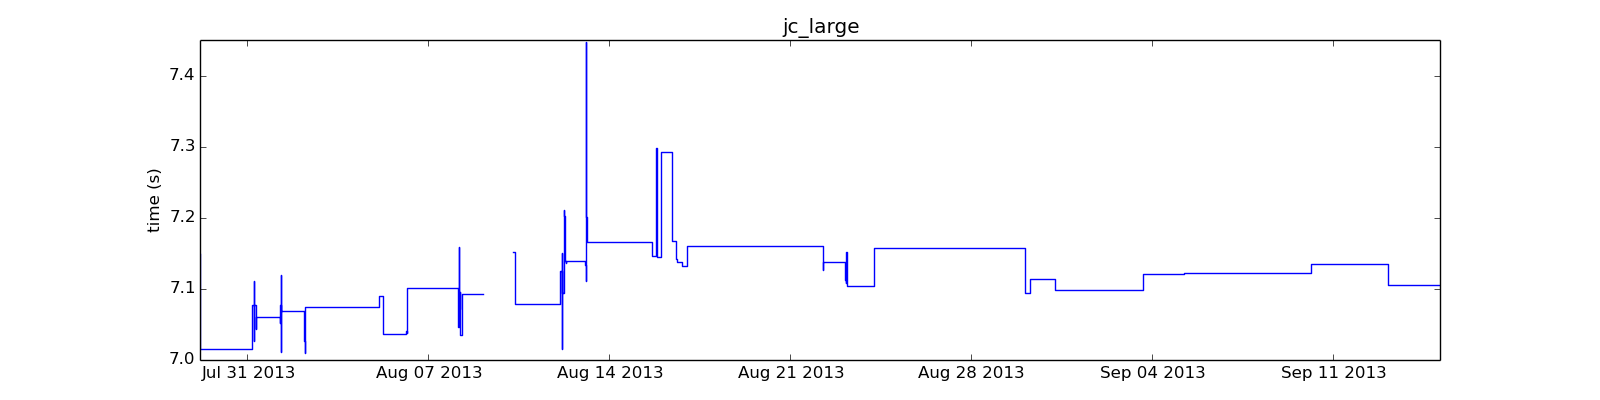 jc_large
time (s)
7.4
7.3
7.2
7.1
7.0
Jul 31 2013
Aug 07 2013
Aug 14 2013
Aug 21 2013
Aug 28 2013
Sep 04 2013
Sep 11 2013